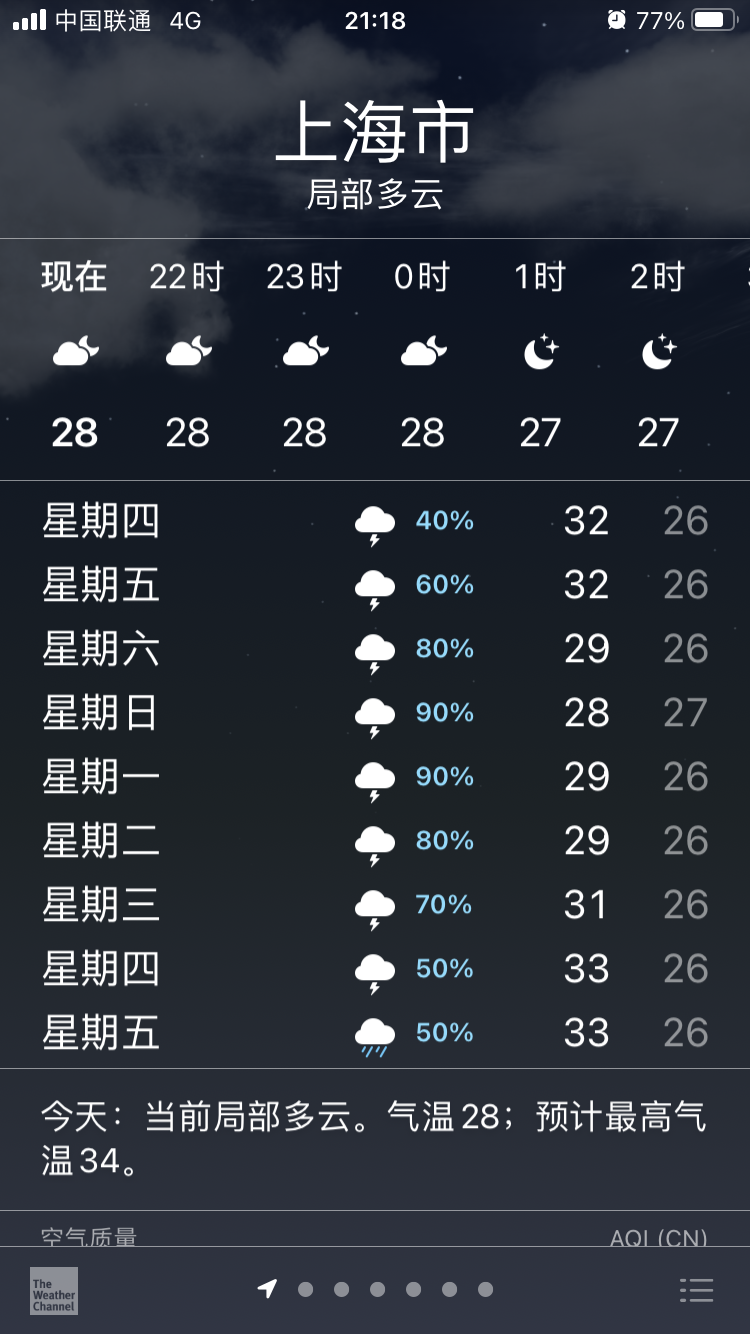 中国联通 4G 21:18 77%
上海市
局部多云
现在 22时 23时 0时 1时 2时
28 28 28 28 27 27
星期四 40% 32 26
星期五 60% 32 26
星期六 80% 29 26
星期日 90% 28 27
星期一 90% 29 26
星期二 80% 29 26
星期三 70% 31 26
星期四 50% 33 26
星期五 50% 33 26
今天：当前局部多云。气温28；预计最高气
温34。
空气质量 AQI (CN)
The
Weather
Channel